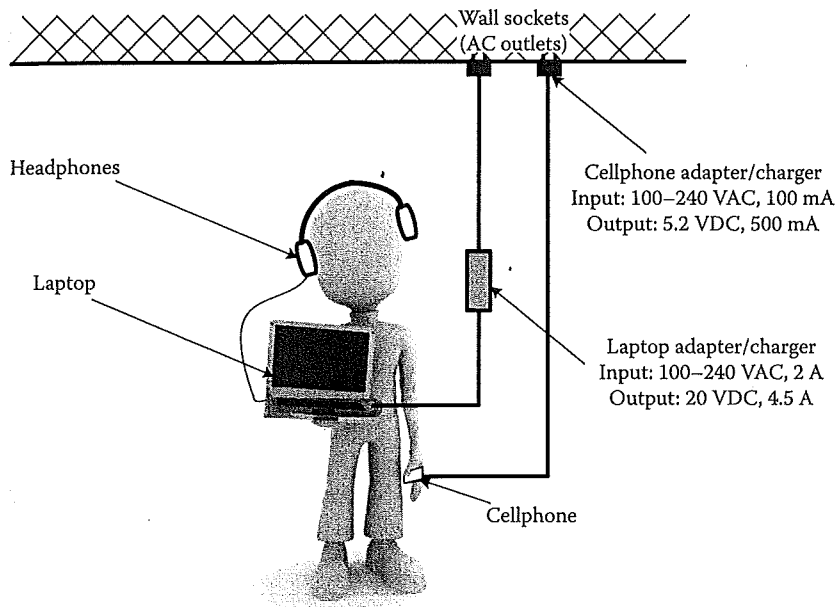 Wall sockets
(AC outlets)
Headphones
Cellphone adapter/charger
Input: 100–240 VAC, 100 mA
Output: 5.2 VDC, 500 mA
Laptop
Laptop adapter/charger
Input: 100–240 VAC, 2 A
Output: 20 VDC, 4.5 A
Cellphone